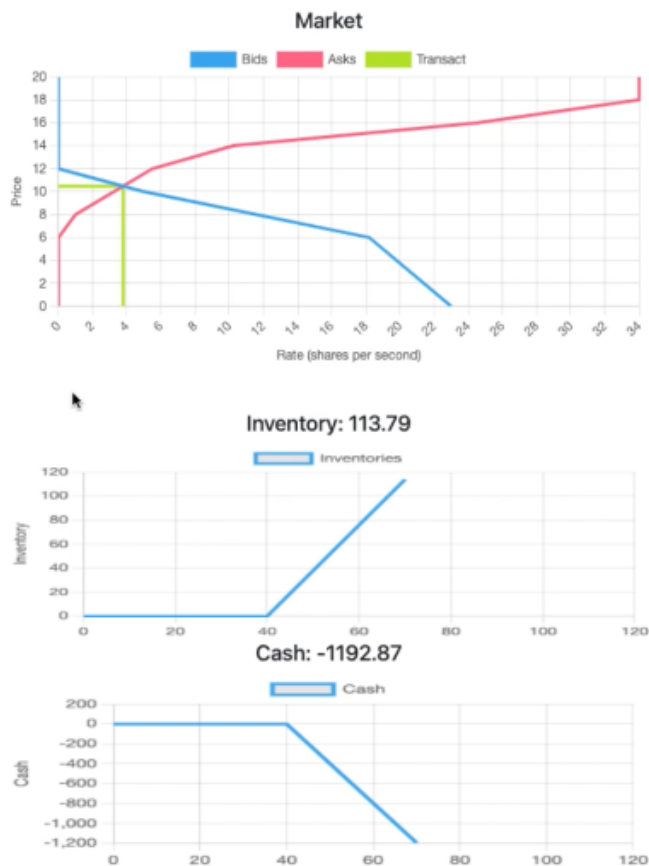 Market
Bids Asks Transact
20
18
16
14
12
10
8
6
4
2
0
Price
0 2 4 6 8 10 12 14 16 18 20 22 24 26 28 30 32 34
Rate (shares per second)
Inventory: 113.79
Inventories
120
100
80
60
40
20
0
Inventory
0 20 40 60 80 100 120
Cash: -1192.87
Cash
200
0
-200
-400
-600
-800
-1,000
-1,200
Cash
0 20 40 60 80 100 120